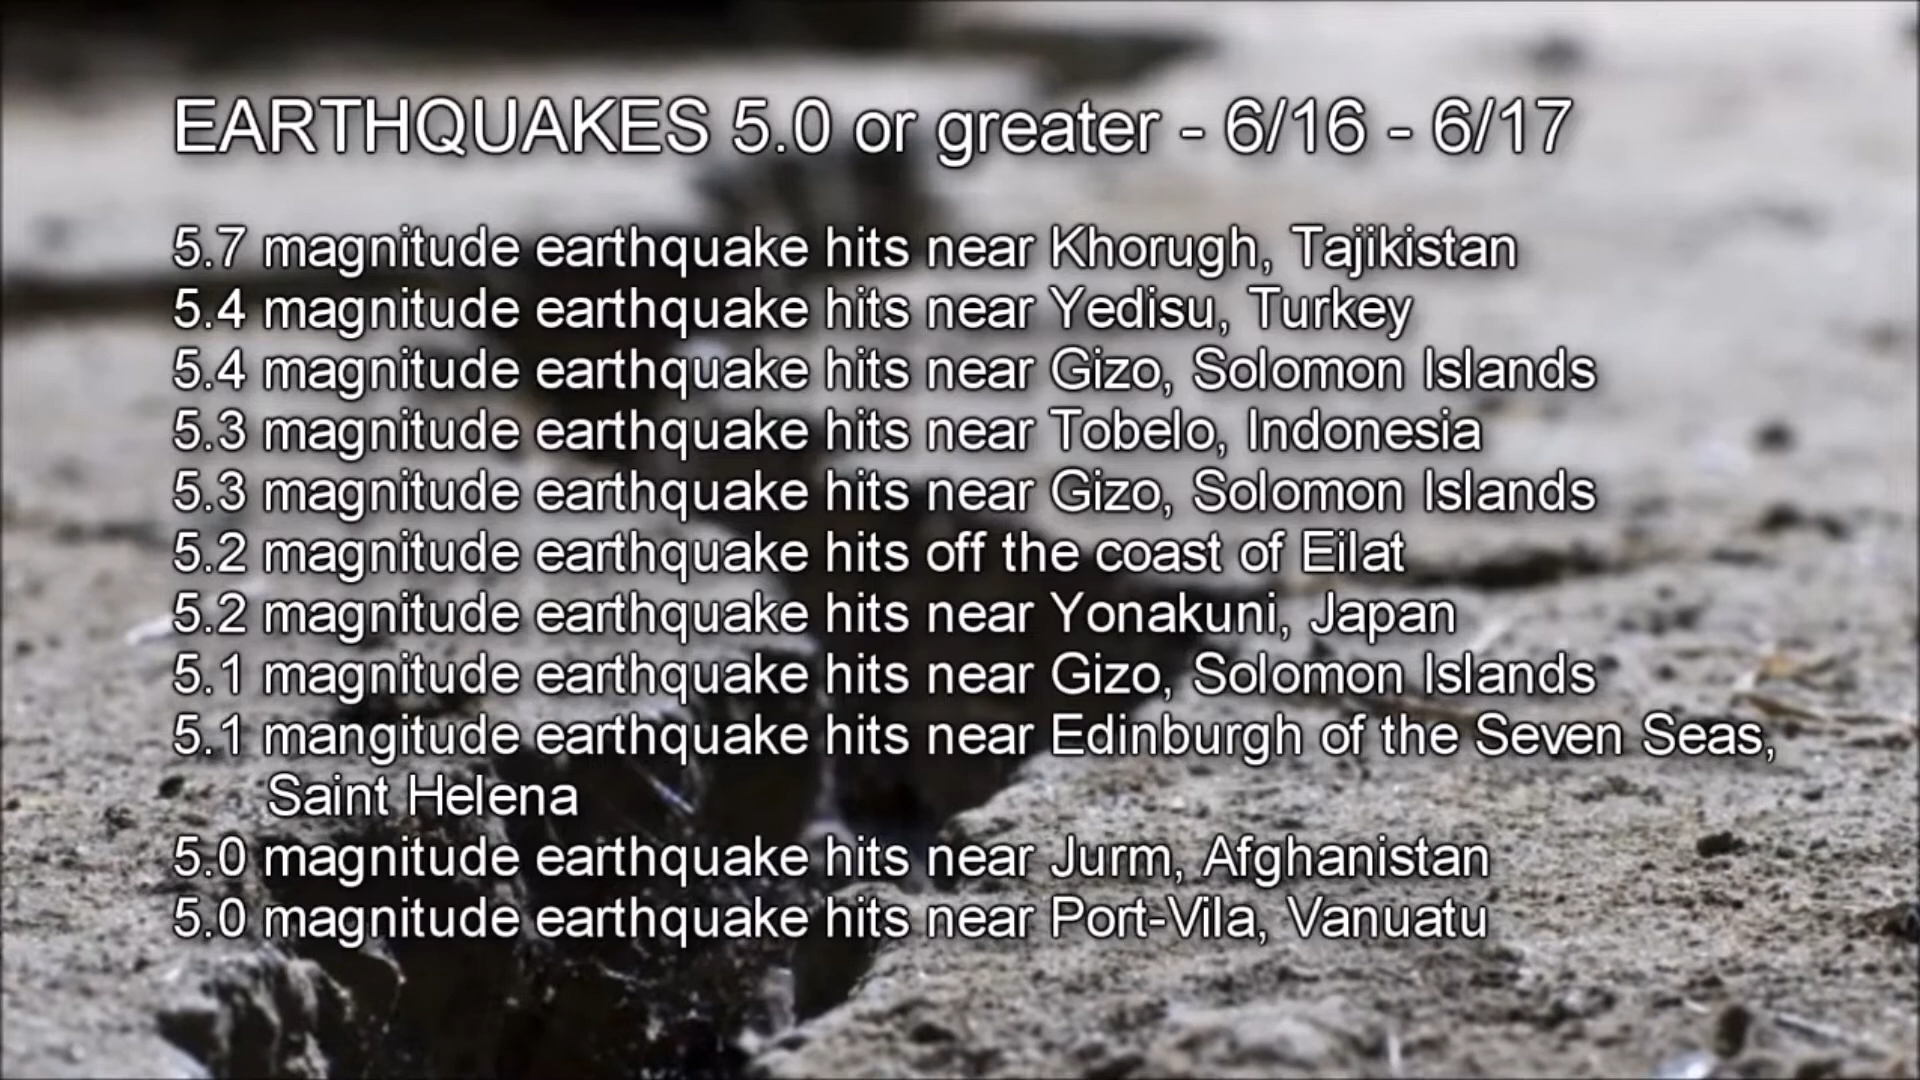 EARTHQUAKES 5.0 or greater - 6/16 - 6/17
5.7 magnitude earthquake hits near Khorugh, Tajikistan
5.4 magnitude earthquake hits near Yedisu, Turkey
5.4 magnitude earthquake hits near Gizo, Solomon Islands
5.3 magnitude earthquake hits near Tobelo, Indonesia
5.3 magnitude earthquake hits near Gizo, Solomon Islands
5.2 magnitude earthquake hits off the coast of Eilat
5.2 magnitude earthquake hits near Yonakuni, Japan
5.1 magnitude earthquake hits near Gizo, Solomon Islands
5.1 mangitude earthquake hits near Edinburgh of the Seven Seas,
Saint Helena
5.0 magnitude earthquake hits near Jurm, Afghanistan
5.0 magnitude earthquake hits near Port-Vila, Vanuatu